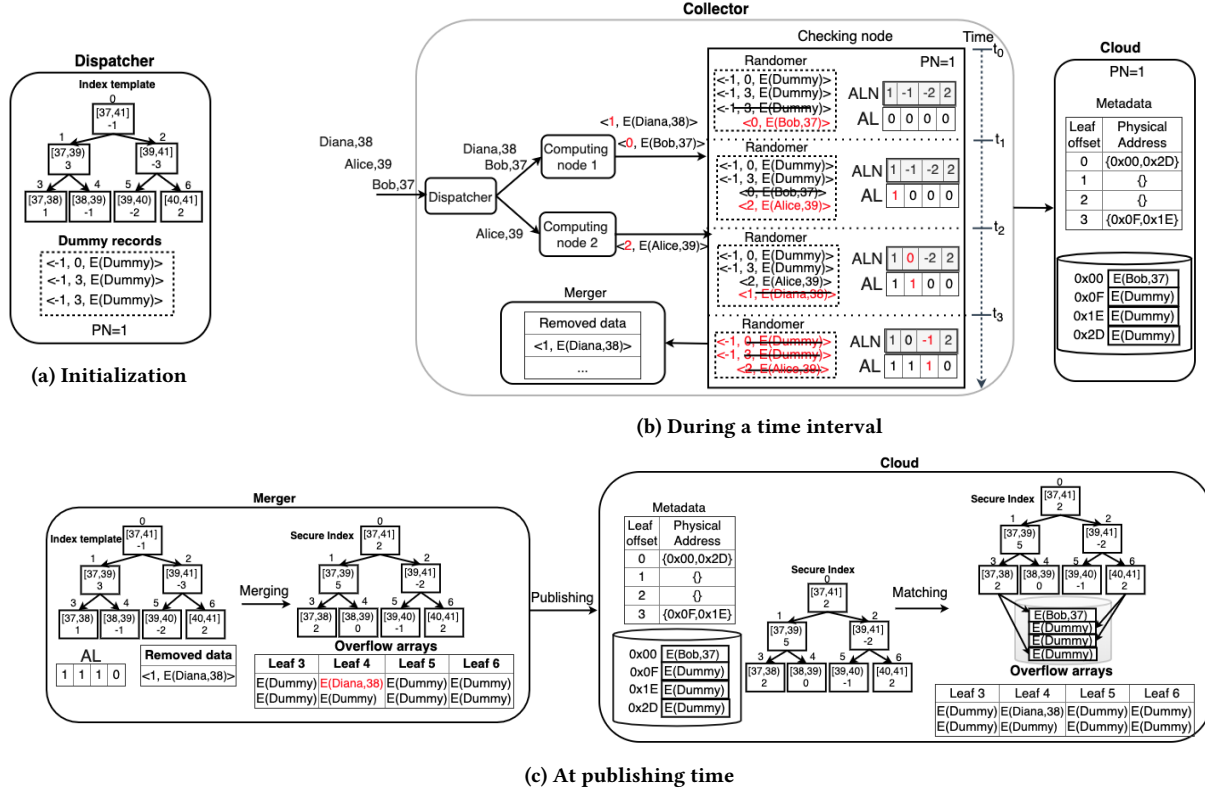 Dispatcher
Index template
0
[37,41]
-1
1
2
[37,39)
3
[39,41]
-3
3
4
5
6
[37,38)
1
[38,39)
-1
[39,40)
-2
[40,41]
2
Dummy records
<-1, 0, E(Dummy)>
<-1, 3, E(Dummy)>
<-1, 3, E(Dummy)>
PN=1
(a) Initialization
Collector
Diana,38
Alice,39
Bob,37
Dispatcher
Diana,38
Bob,37
Alice,39
Computing node 1
Computing node 2
<1, E(Diana,38)>
<0, E(Bob,37)>
<2, E(Alice,39)>
Merger
Removed data
<1, E(Diana,38)>
...
Checking node
Time
Randomer
PN=1
t0
<-1, 0, E(Dummy)>
<-1, 3, E(Dummy)>
<-1, 3, E(Dummy)>
<0, E(Bob,37)>
ALN 1 -1 -2 2
AL 0 0 0 0
t1
Randomer
<-1, 0, E(Dummy)>
<-1, 3, E(Dummy)>
<0, E(Bob,37)>
<2, E(Alice,39)>
ALN 1 -1 -2 2
AL 1 0 0 0
t2
Randomer
<-1, 0, E(Dummy)>
<-1, 3, E(Dummy)>
<2, E(Alice,39)>
<1, E(Diana,38)>
ALN 1 0 -2 2
AL 1 1 0 0
t3
Randomer
<-1, 0, E(Dummy)>
<-1, 3, E(Dummy)>
<2, E(Alice,39)>
ALN 1 0 -1 2
AL 1 1 1 0
Cloud
PN=1
Metadata
Leaf offset Physical Address
0 {0x00,0x2D}
1 {}
2 {}
3 {0x0F,0x1E}
0x00 E(Bob,37)
0x0F E(Dummy)
0x1E E(Dummy)
0x2D E(Dummy)
(b) During a time interval
Merger
Index template
0
[37,41]
-1
1
2
[37,39)
3
[39,41]
-3
3
4
5
6
[37,38)
1
[38,39)
-1
[39,40)
-2
[40,41]
2
AL
1 1 1 0
Removed data
<1, E(Diana,38)>
Merging
Secure Index
0
[37,41]
2
1
2
[37,39)
5
[39,41]
-2
3
4
5
6
[37,38)
2
[38,39)
0
[39,40)
-1
[40,41]
2
Overflow arrays
Leaf 3 Leaf 4 Leaf 5 Leaf 6
E(Dummy) E(Diana,38) E(Dummy) E(Dummy)
E(Dummy) E(Dummy) E(Dummy) E(Dummy)
Publishing
Cloud
Metadata
Leaf offset Physical Address
0 {0x00,0x2D}
1 {}
2 {}
3 {0x0F,0x1E}
0x00 E(Bob,37)
0x0F E(Dummy)
0x1E E(Dummy)
0x2D E(Dummy)
Secure Index
0
[37,41]
2
1
2
[37,39)
5
[39,41]
-2
3
4
5
6
[37,38)
2
[38,39)
0
[39,40)
-1
[40,41]
2
Matching
Secure Index
0
[37,41]
2
1
2
[37,39)
5
[39,41]
-2
3
4
5
6
[37,38)
2
[38,39)
0
[39,40)
-1
[40,41]
2
E(Bob,37)
E(Dummy)
E(Dummy)
E(Dummy)
Overflow arrays
Leaf 3 Leaf 4 Leaf 5 Leaf 6
E(Dummy) E(Diana,38) E(Dummy) E(Dummy)
E(Dummy) E(Dummy) E(Dummy) E(Dummy)
(c) At publishing time